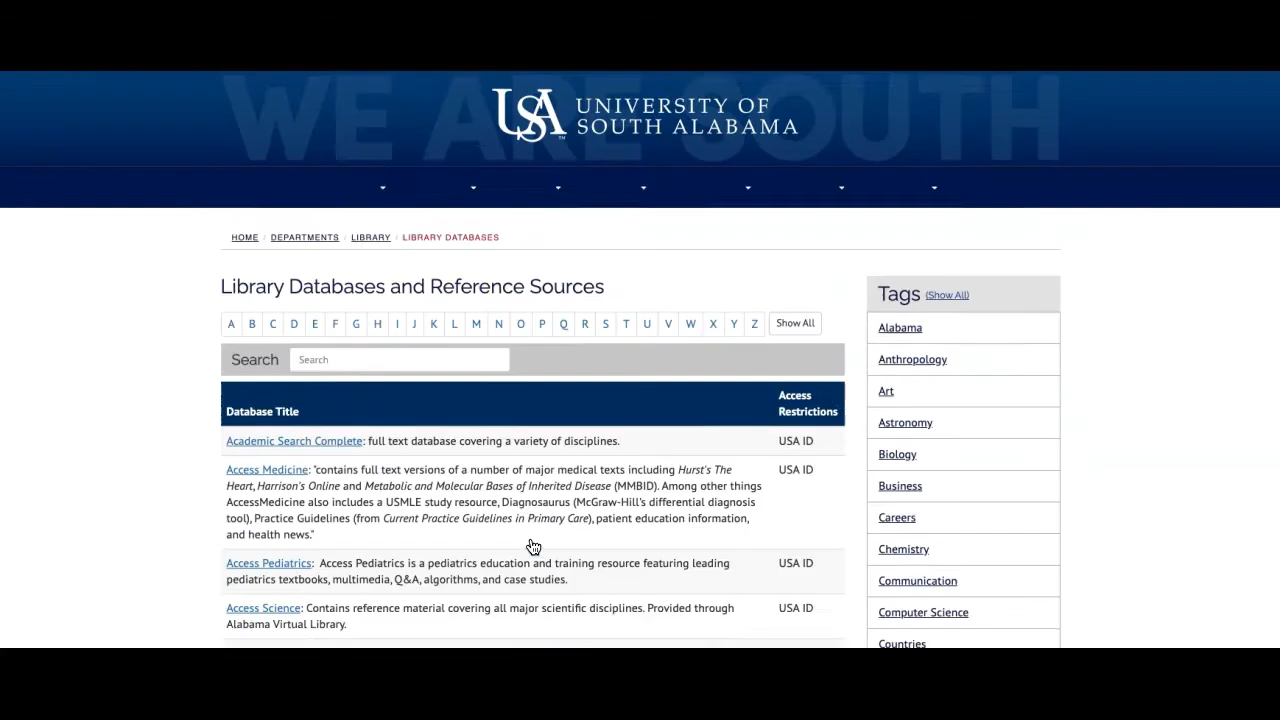 WE ARE SOUTH
USA UNIVERSITY OF
SOUTH ALABAMA
HOME / DEPARTMENTS / LIBRARY / LIBRARY DATABASES
Library Databases and Reference Sources
A B C D E F G H I J K L M N O P Q R S T U V W X Y Z Show All
Search Search
Database Title Access Restrictions
Academic Search Complete: full text database covering a variety of disciplines. USA ID
Access Medicine: "contains full text versions of a number of major medical texts including Hurst's The USA ID
Heart, Harrison's Online and Metabolic and Molecular Bases of Inherited Disease (MMBID). Among other things
AccessMedicine also includes a USMLE study resource, Diagnosaurus (McGraw-Hill's differential diagnosis
tool), Practice Guidelines (from Current Practice Guidelines in Primary Care), patient education information,
and health news."
Access Pediatrics: Access Pediatrics is a pediatrics education and training resource featuring leading USA ID
pediatrics textbooks, multimedia, Q&A, algorithms, and case studies.
Access Science: Contains reference material covering all major scientific disciplines. Provided through USA ID
Alabama Virtual Library.
Tags (Show All)
Alabama
Anthropology
Art
Astronomy
Biology
Business
Careers
Chemistry
Communication
Computer Science
Countries